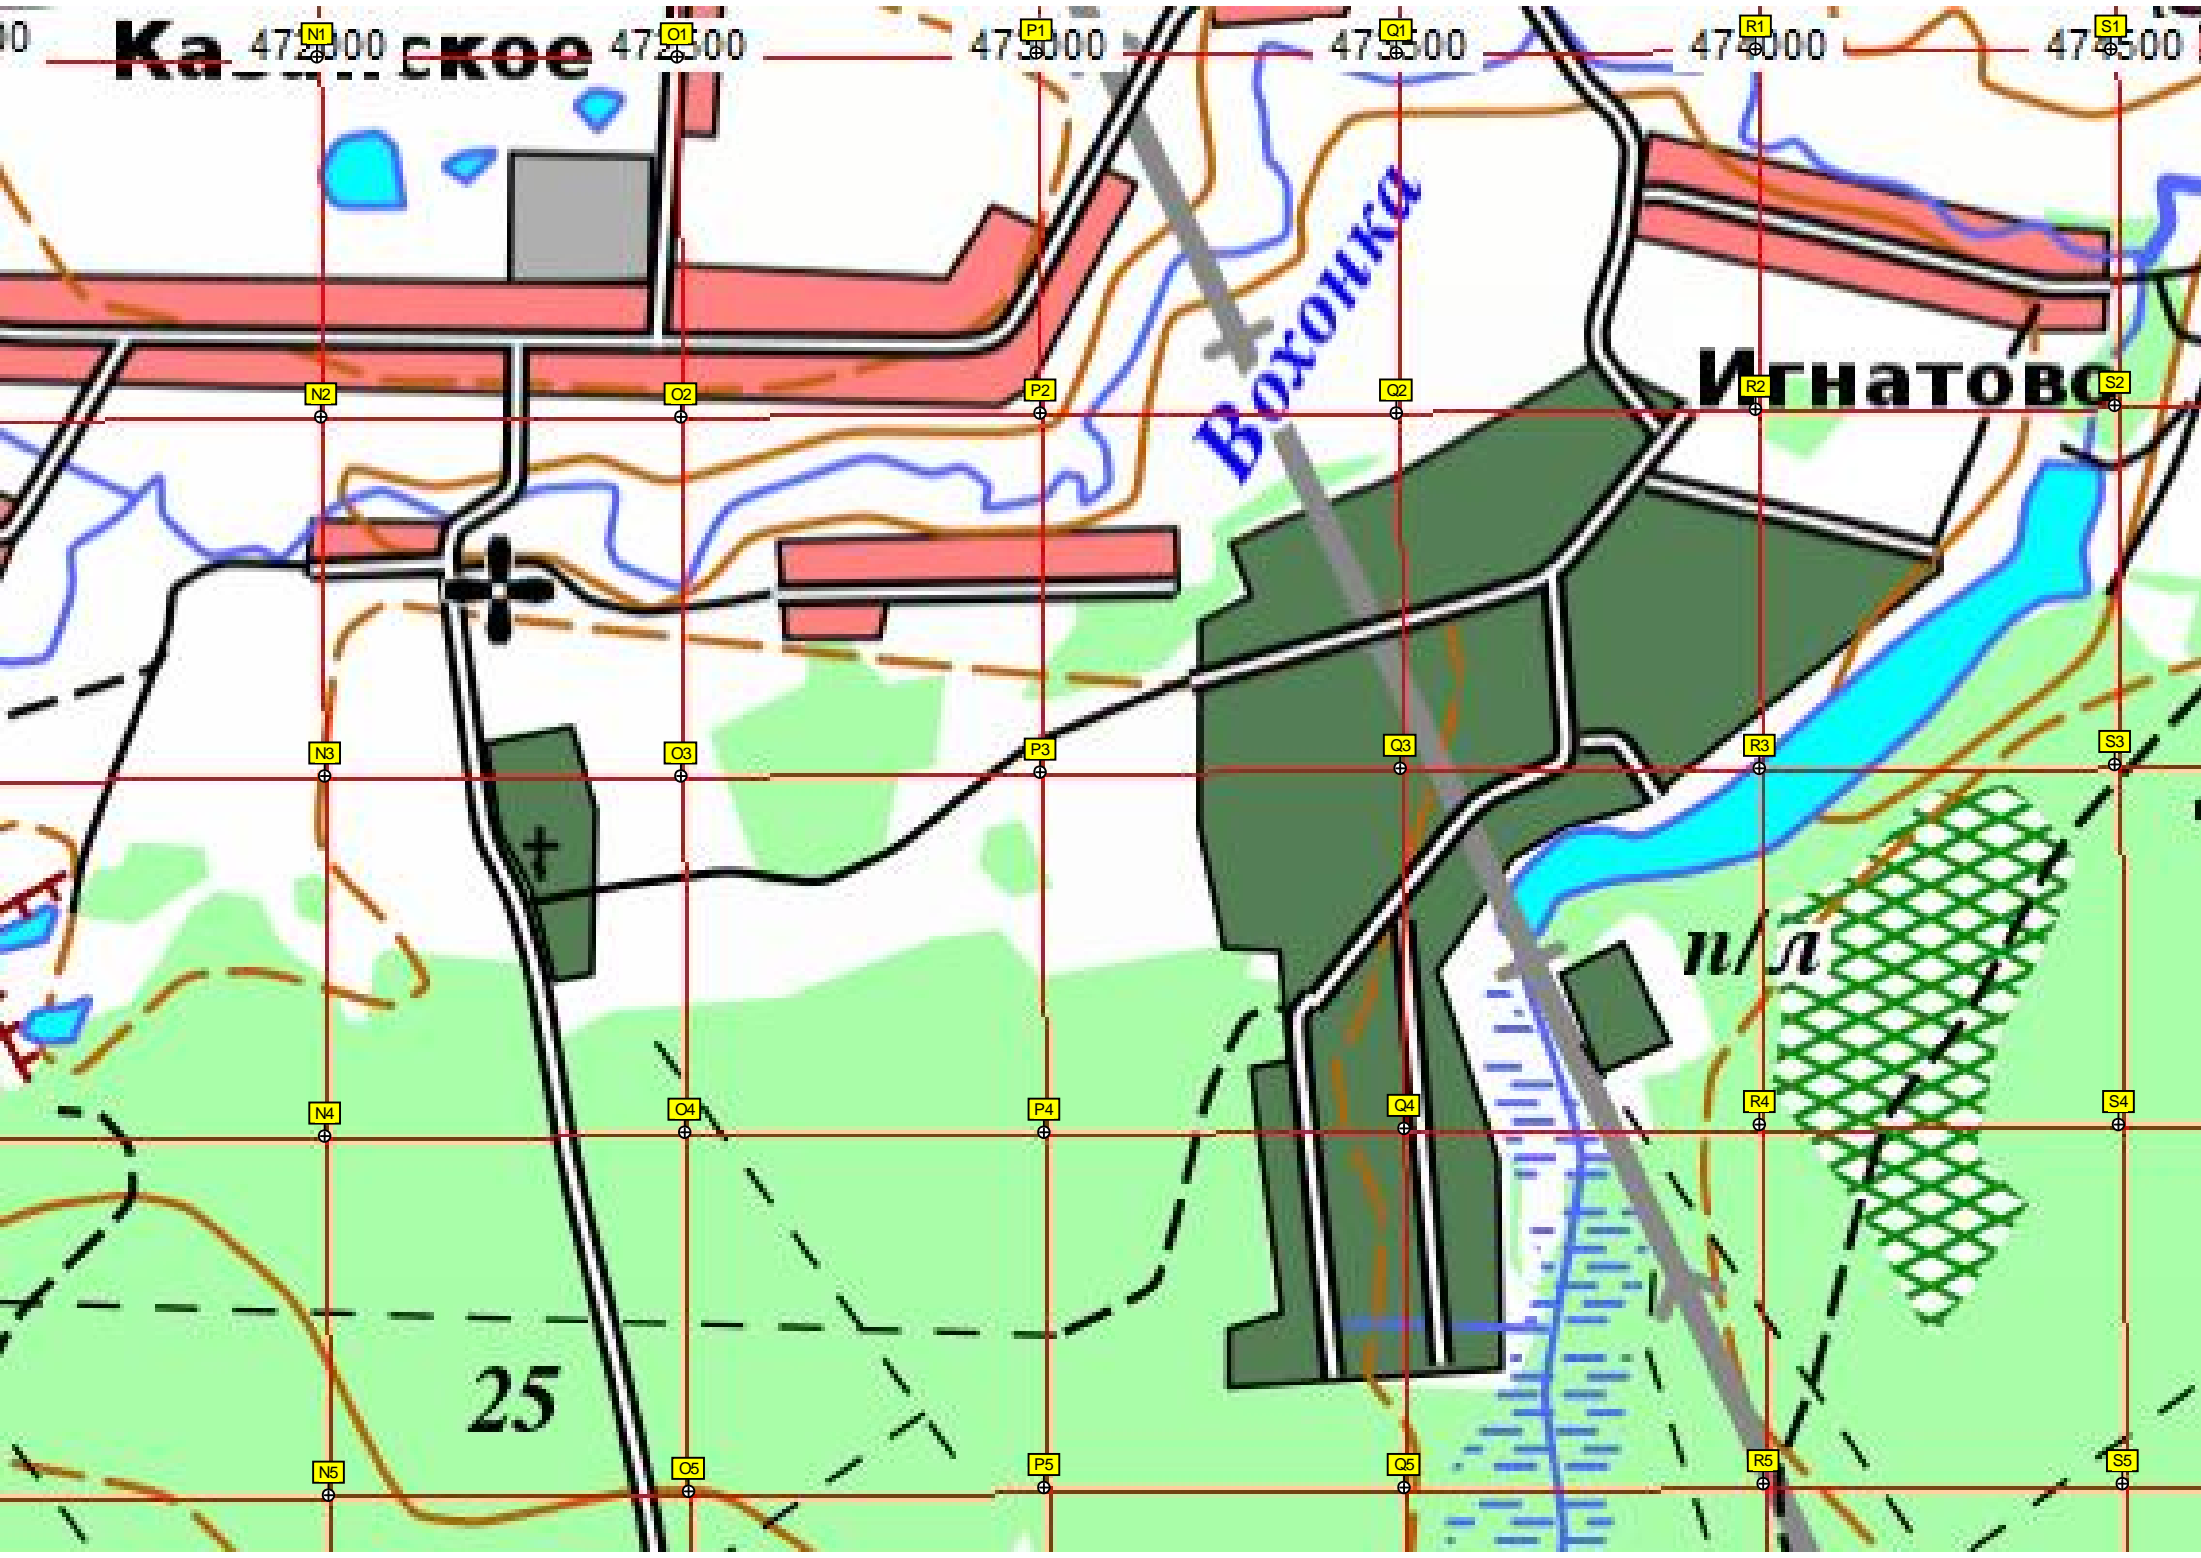 N1 O1 P1 Q1 R1 S1
472000 472500 473000 473500 474000 474500
Казанское
Вохонка
Игнатово
N2 O2 P2 Q2 R2 S2
N3 O3 P3 Q3 R3 S3
п/л
N4 O4 P4 Q4 R4 S4
25
N5 O5 P5 Q5 R5 S5